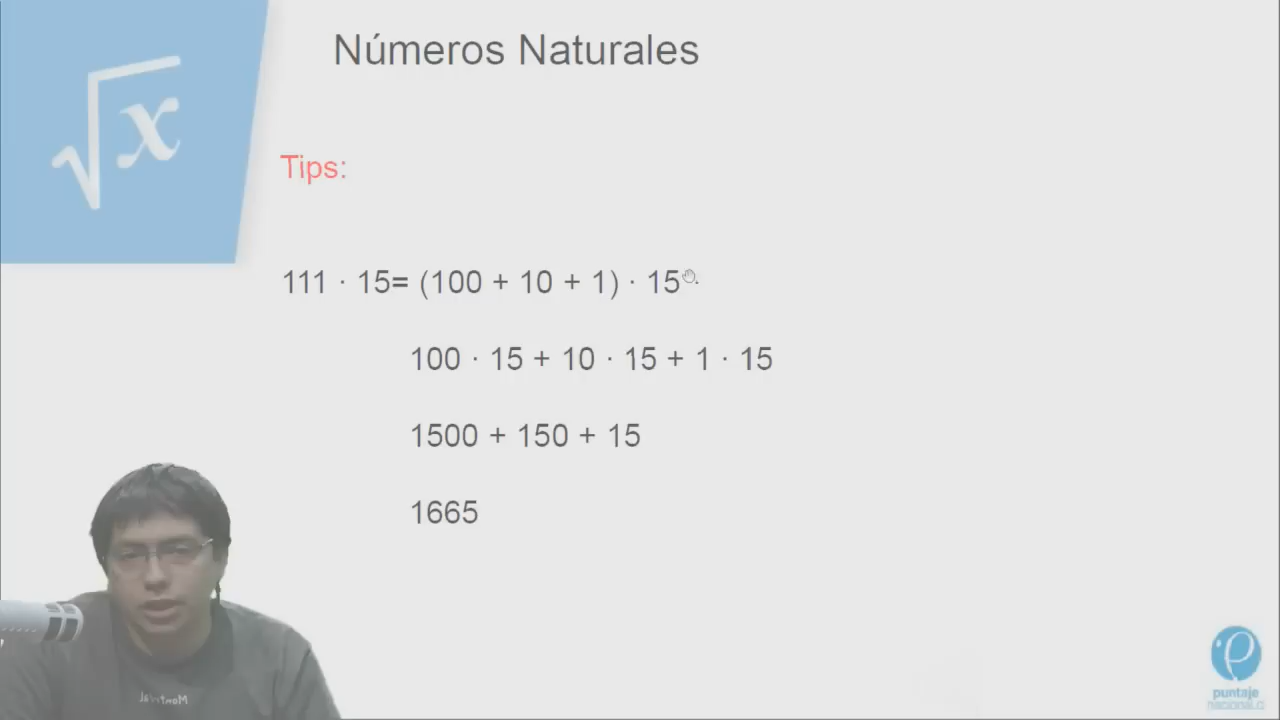 √x
Números Naturales
Tips:
111 · 15= (100 + 10 + 1) · 15
100 · 15 + 10 · 15 + 1 · 15
1500 + 150 + 15
1665
puntaje
nacional.cl